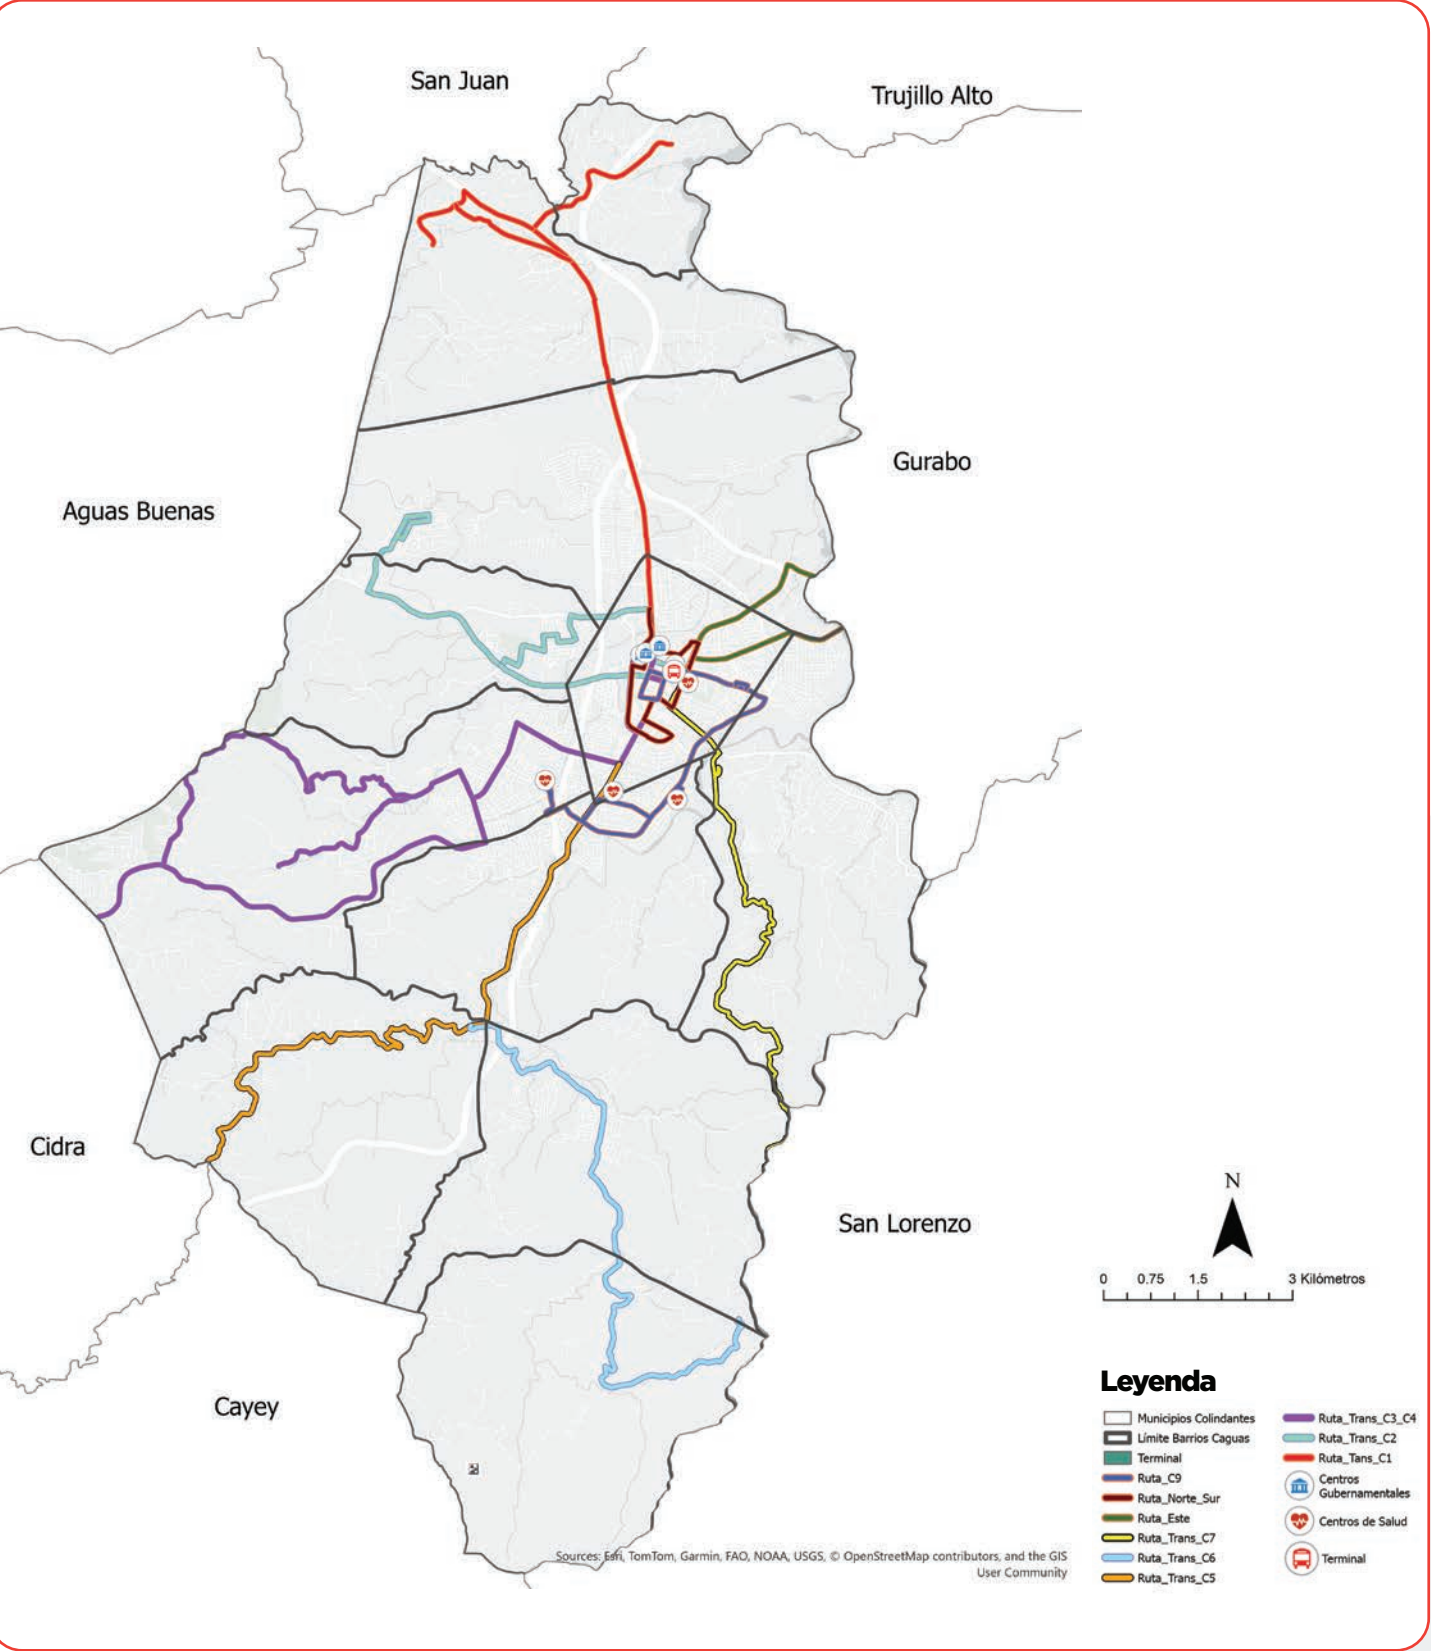 San Juan
Trujillo Alto
Gurabo
Aguas Buenas
Cidra
San Lorenzo
Cayey
N
0 0.75 1.5 3 Kilómetros
Leyenda
Municipios Colindantes
Límite Barrios Caguas
Terminal
Ruta_C9
Ruta_Norte_Sur
Ruta_Este
Ruta_Trans_C7
Ruta_Trans_C6
Ruta_Trans_C5
Ruta_Trans_C3_C4
Ruta_Trans_C2
Ruta_Tans_C1
Centros
Gubernamentales
Centros de Salud
Terminal
Sources: Esri, TomTom, Garmin, FAO, NOAA, USGS, © OpenStreetMap contributors, and the GIS
User Community